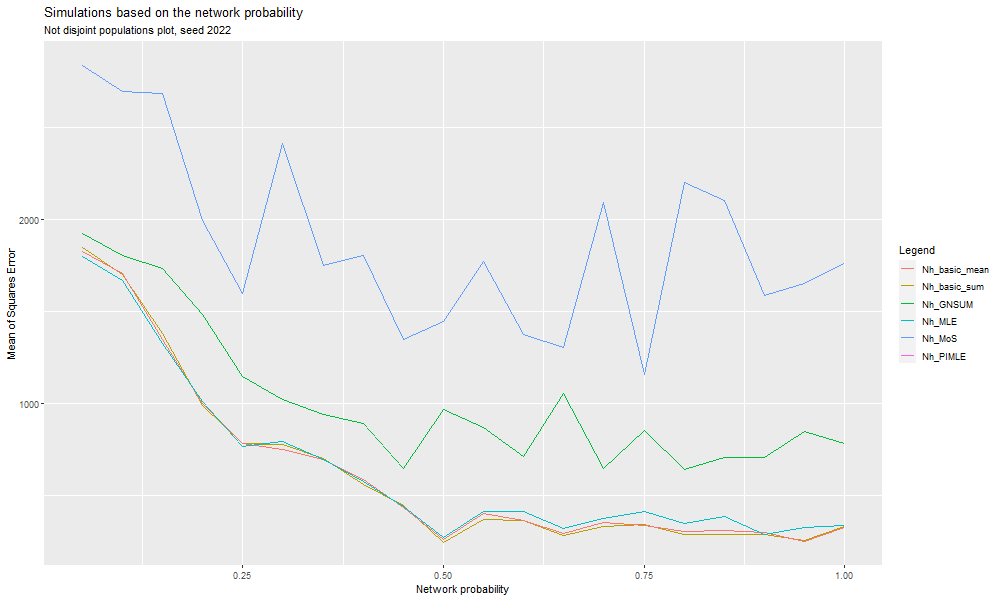 Simulations based on the network probability
Not disjoint populations plot, seed 2022
Mean of Squares Error
2000
1000
0.25
0.50
0.75
1.00
Network probability
Legend
Nh_basic_mean
Nh_basic_sum
Nh_GNSUM
Nh_MLE
Nh_MoS
Nh_PIMLE